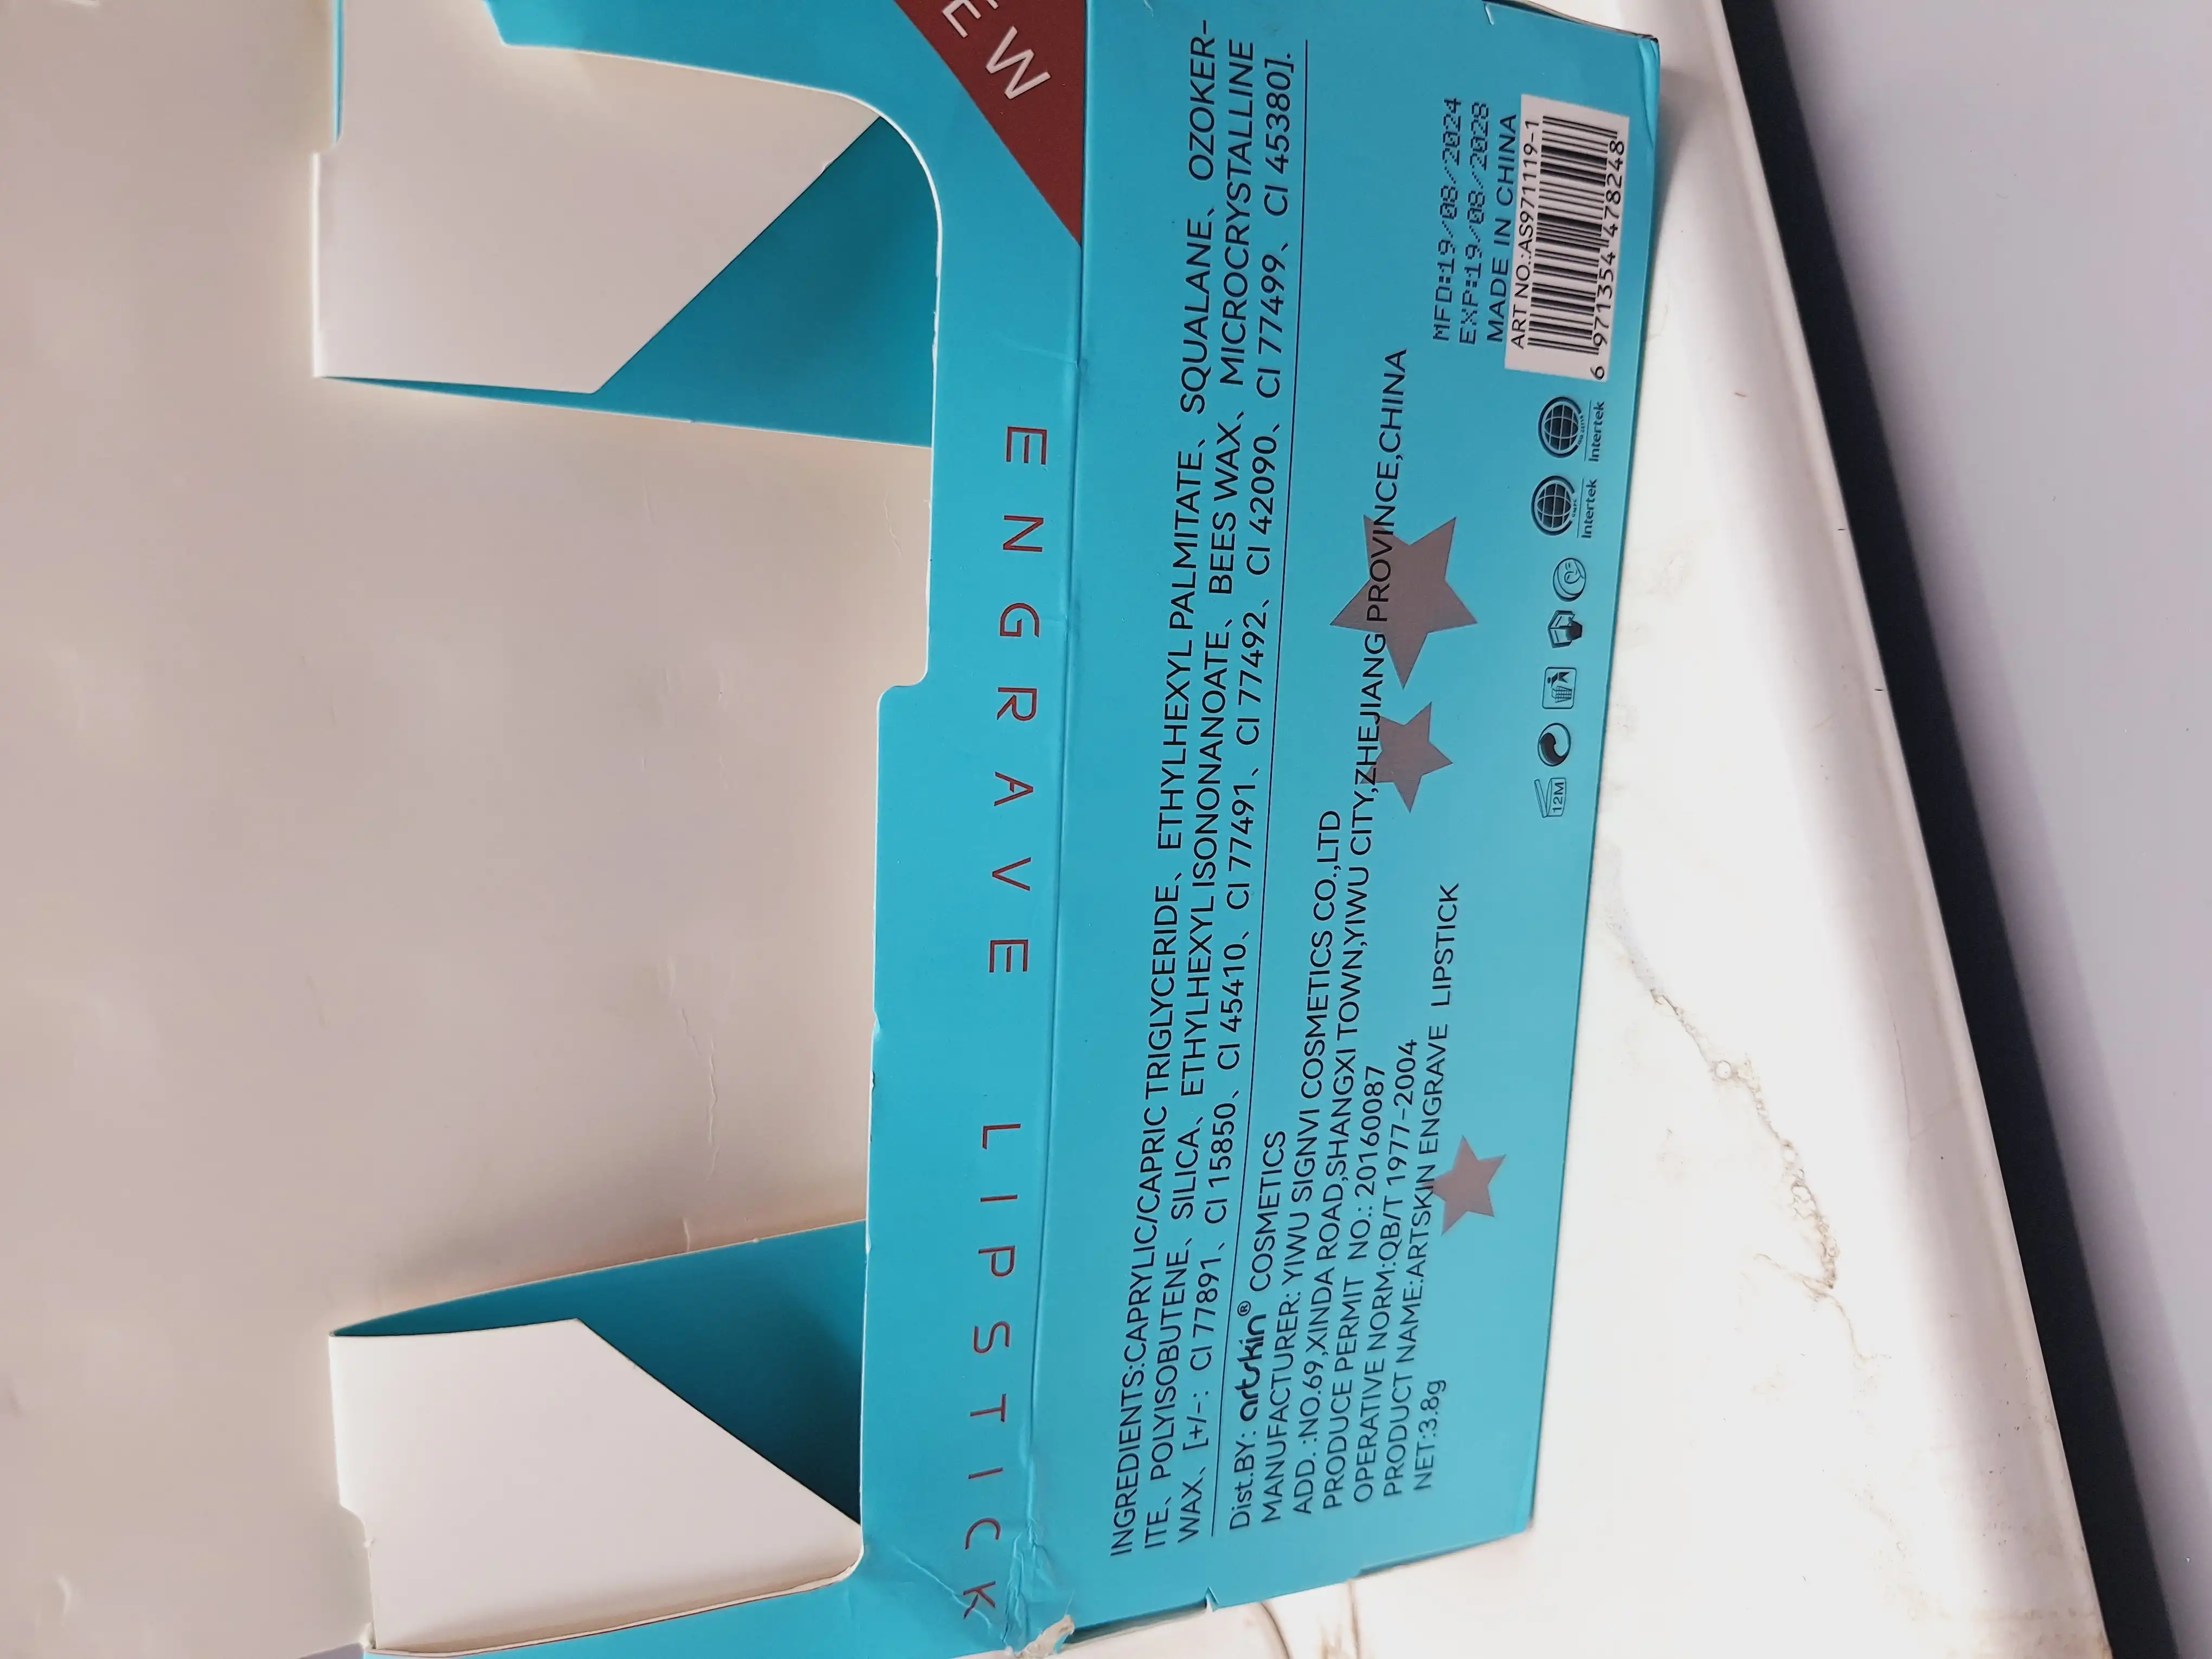 EW
ENGRAVE LIPSTICK
INGREDIENTS:CAPRYLIC/CAPRIC TRIGLYCERIDE、ETHYLHEXYL PALMITATE、SQUALANE、OZOKER-
ITE、POLYISOBUTENE、SILICA、ETHYLHEXYL ISONONANOATE、BEES WAX、MICROCRYSTALLINE
WAX、[+/-: CI 77891、CI 15850、CI 45410、CI 77491、CI 77492、CI 42090、CI 77499、CI 45380].
Dist.BY: artskin® COSMETICS
MANUFACTURER: YIWU SIGNVI COSMETICS CO.,LTD
ADD.:NO.69,XINDA ROAD,SHANGXI TOWN,YIWU CITY,ZHEJIANG PROVINCE,CHINA
PRODUCE PERMIT NO.: 20160087
OPERATIVE NORM:QB/T 1977-2004
PRODUCT NAME:ARTSKIN ENGRAVE LIPSTICK
NET:3.8g
MFD:19/08/2024
EXP:19/08/2028
MADE IN CHINA
ART NO.:AS971119-1
6 971354 478248
12M
Intertek
Intertek